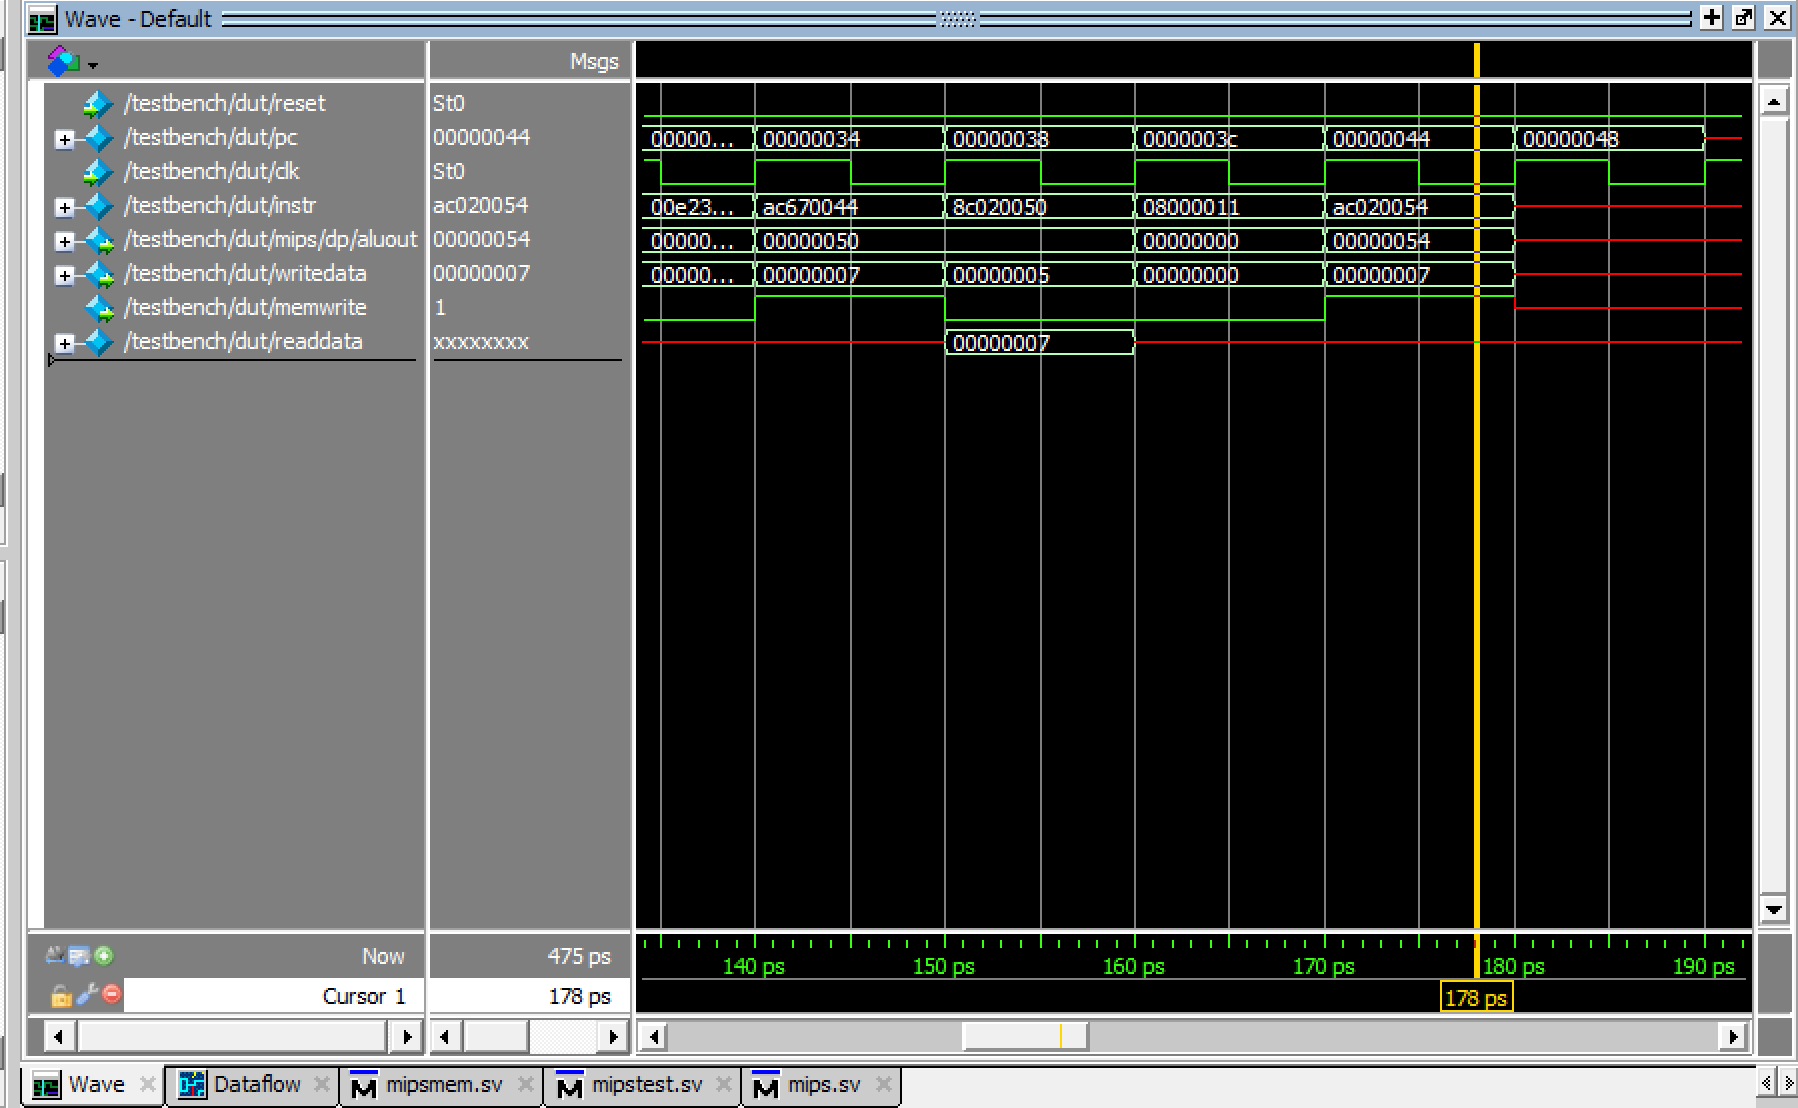 Wave - Default
Msgs
/testbench/dut/reset St0
/testbench/dut/pc 00000044 00000... 00000034 00000038 0000003c 00000044 00000048
/testbench/dut/clk St0
/testbench/dut/instr ac020054 00e23... ac670044 8c020050 08000011 ac020054
/testbench/dut/mips/dp/aluout 00000054 00000... 00000050 00000000 00000054
/testbench/dut/writedata 00000007 00000... 00000007 00000005 00000000 00000007
/testbench/dut/memwrite 1
/testbench/dut/readdata xxxxxxxx 00000007
Now 475 ps 140 ps 150 ps 160 ps 170 ps 180 ps 190 ps
Cursor 1 178 ps 178 ps
Wave Dataflow mipsmem.sv mipstest.sv mips.sv